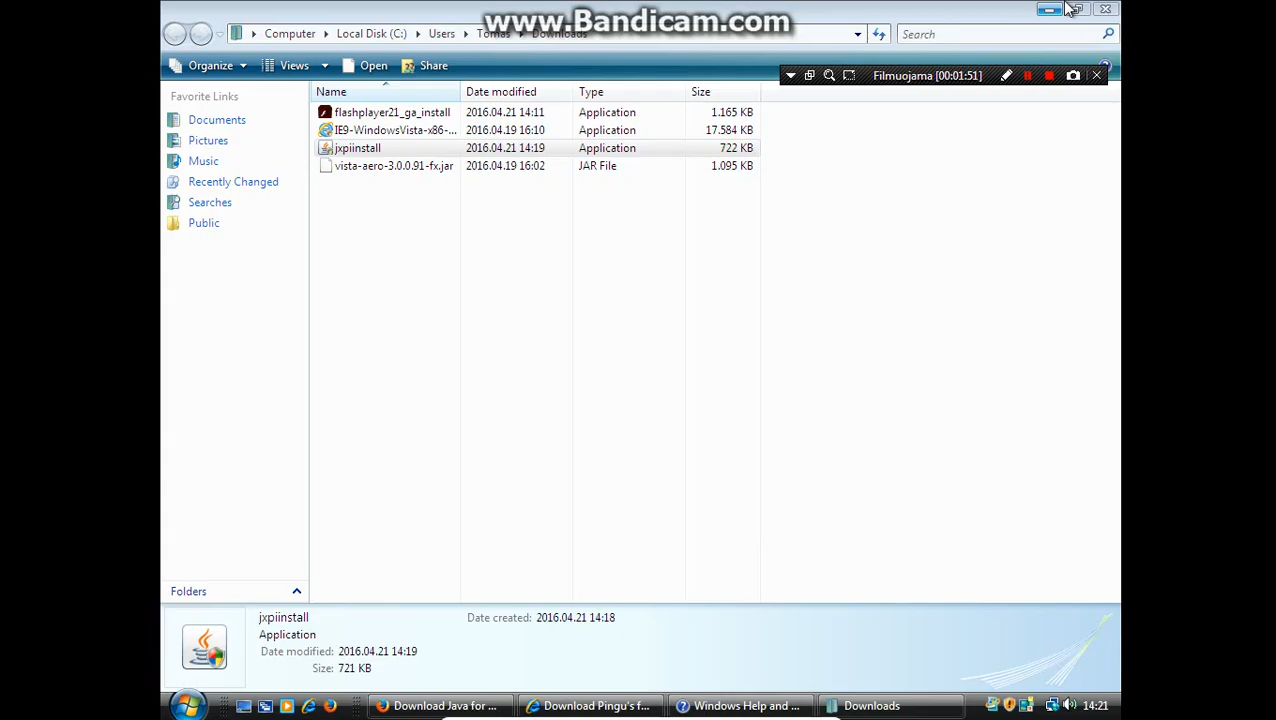 www.Bandicam.com
Computer
Local Disk (C:)
Users
Tomas
Downloads
Search
Organize
Views
Open
Share
Filmuojama [00:01:51]
Favorite Links
Documents
Pictures
Music
Recently Changed
Searches
Public
Folders
Name Date modified Type Size
flashplayer21_ga_install 2016.04.21 14:11 Application 1.165 KB
IE9-WindowsVista-x86-... 2016.04.19 16:10 Application 17.584 KB
jxpiinstall 2016.04.21 14:19 Application 722 KB
vista-aero-3.0.0.91-fx.jar 2016.04.19 16:02 JAR File 1.095 KB
jxpiinstall
Application
Date modified: 2016.04.21 14:19
Size: 721 KB
Date created: 2016.04.21 14:18
Download Java for ...
Download Pingu's f...
Windows Help and ...
Downloads
14:21